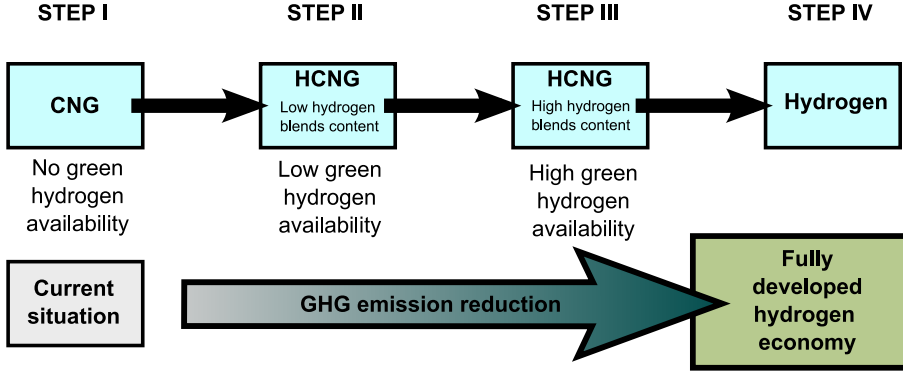 STEP I
STEP II
STEP III
STEP IV
CNG
HCNG
Low hydrogen
blends content
HCNG
High hydrogen
blends content
Hydrogen
No green
hydrogen
availability
Low green
hydrogen
availability
High green
hydrogen
availability
Current
situation
GHG emission reduction
Fully
developed
hydrogen
economy